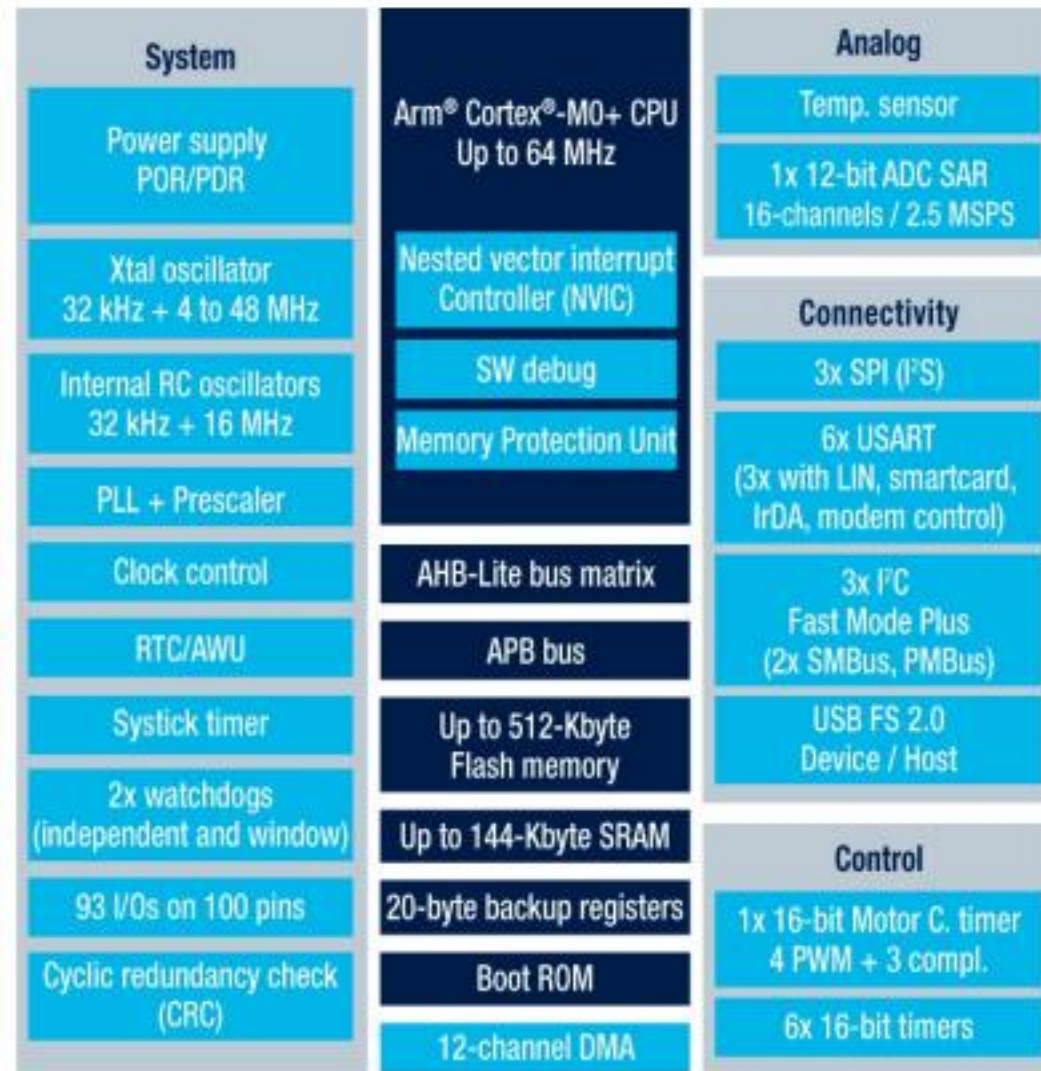 System
Power supply
POR/PDR
Xtal oscillator
32 kHz + 4 to 48 MHz
Internal RC oscillators
32 kHz + 16 MHz
PLL + Prescaler
Clock control
RTC/AWU
Systick timer
2x watchdogs
(independent and window)
93 I/Os on 100 pins
Cyclic redundancy check
(CRC)
Arm® Cortex®-M0+ CPU
Up to 64 MHz
Nested vector interrupt
Controller (NVIC)
SW debug
Memory Protection Unit
AHB-Lite bus matrix
APB bus
Up to 512-Kbyte
Flash memory
Up to 144-Kbyte SRAM
20-byte backup registers
Boot ROM
12-channel DMA
Analog
Temp. sensor
1x 12-bit ADC SAR
16-channels / 2.5 MSPS
Connectivity
3x SPI (I²S)
6x USART
(3x with LIN, smartcard,
IrDA, modem control)
3x I²C
Fast Mode Plus
(2x SMBus, PMBus)
USB FS 2.0
Device / Host
Control
1x 16-bit Motor C. timer
4 PWM + 3 compl.
6x 16-bit timers